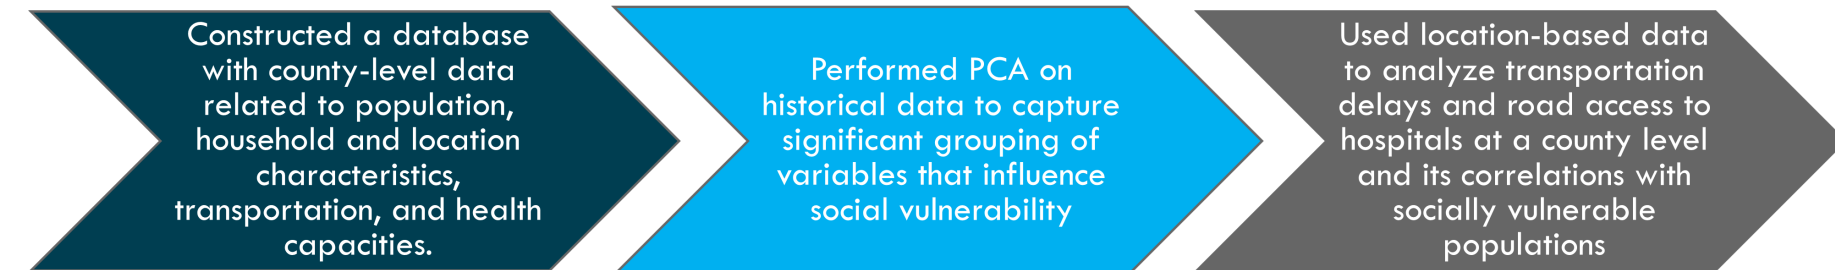 Constructed a database
with county-level data
related to population,
household and location
characteristics,
transportation, and health
capacities.
Performed PCA on
historical data to capture
significant grouping of
variables that influence
social vulnerability
Used location-based data
to analyze transportation
delays and road access to
hospitals at a county level
and its correlations with
socially vulnerable
populations